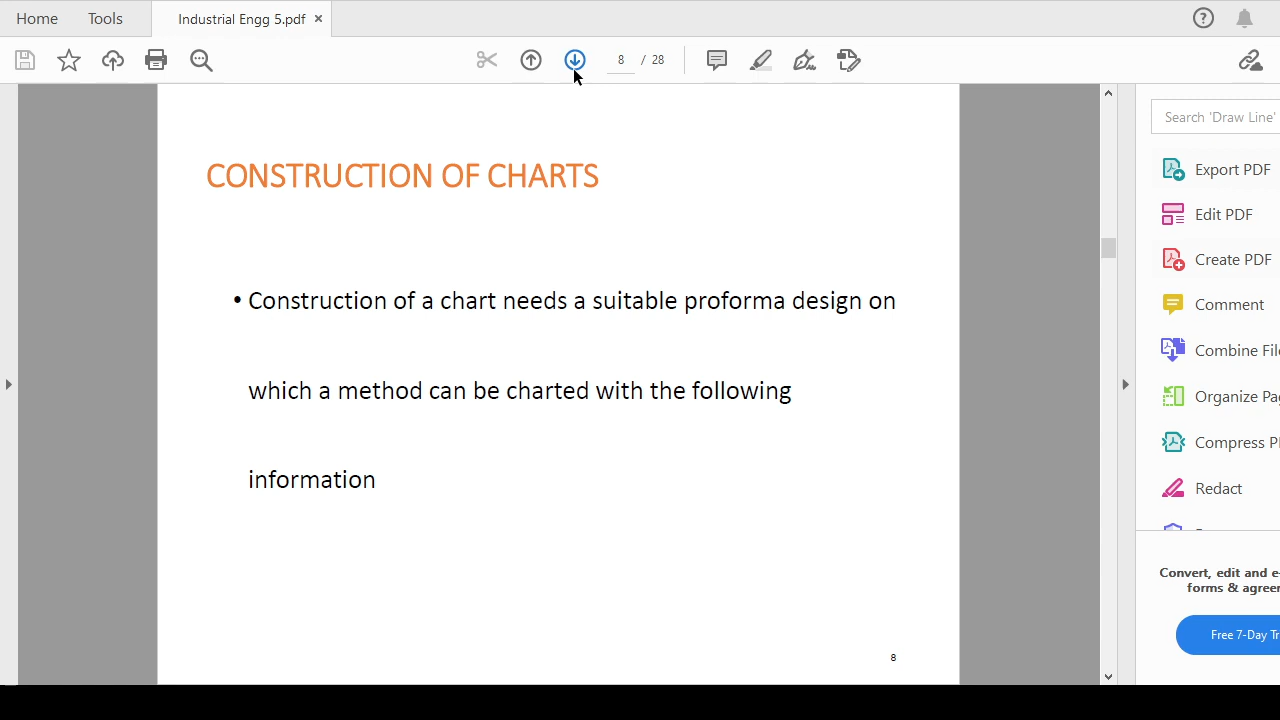 Home Tools Industrial Engg 5.pdf ×
8 / 28
CONSTRUCTION OF CHARTS
• Construction of a chart needs a suitable proforma design on
which a method can be charted with the following
information
8
Search 'Draw Line'
Export PDF
Edit PDF
Create PDF
Comment
Combine File
Organize Pag
Compress PD
Redact
Convert, edit and e-
forms & agreem
Free 7-Day Tr